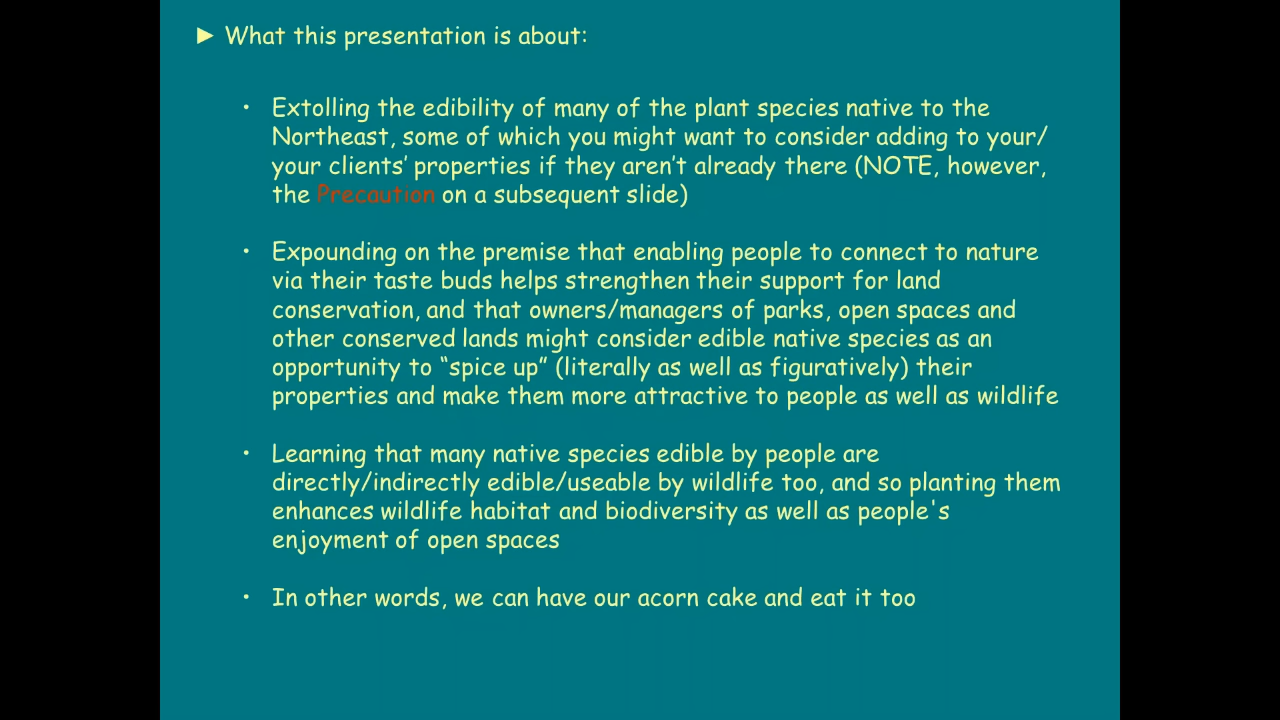 ► What this presentation is about:
• Extolling the edibility of many of the plant species native to the
Northeast, some of which you might want to consider adding to your/
your clients’ properties if they aren’t already there (NOTE, however,
the Precaution on a subsequent slide)
• Expounding on the premise that enabling people to connect to nature
via their taste buds helps strengthen their support for land
conservation, and that owners/managers of parks, open spaces and
other conserved lands might consider edible native species as an
opportunity to “spice up” (literally as well as figuratively) their
properties and make them more attractive to people as well as wildlife
• Learning that many native species edible by people are
directly/indirectly edible/useable by wildlife too, and so planting them
enhances wildlife habitat and biodiversity as well as people's
enjoyment of open spaces
• In other words, we can have our acorn cake and eat it too